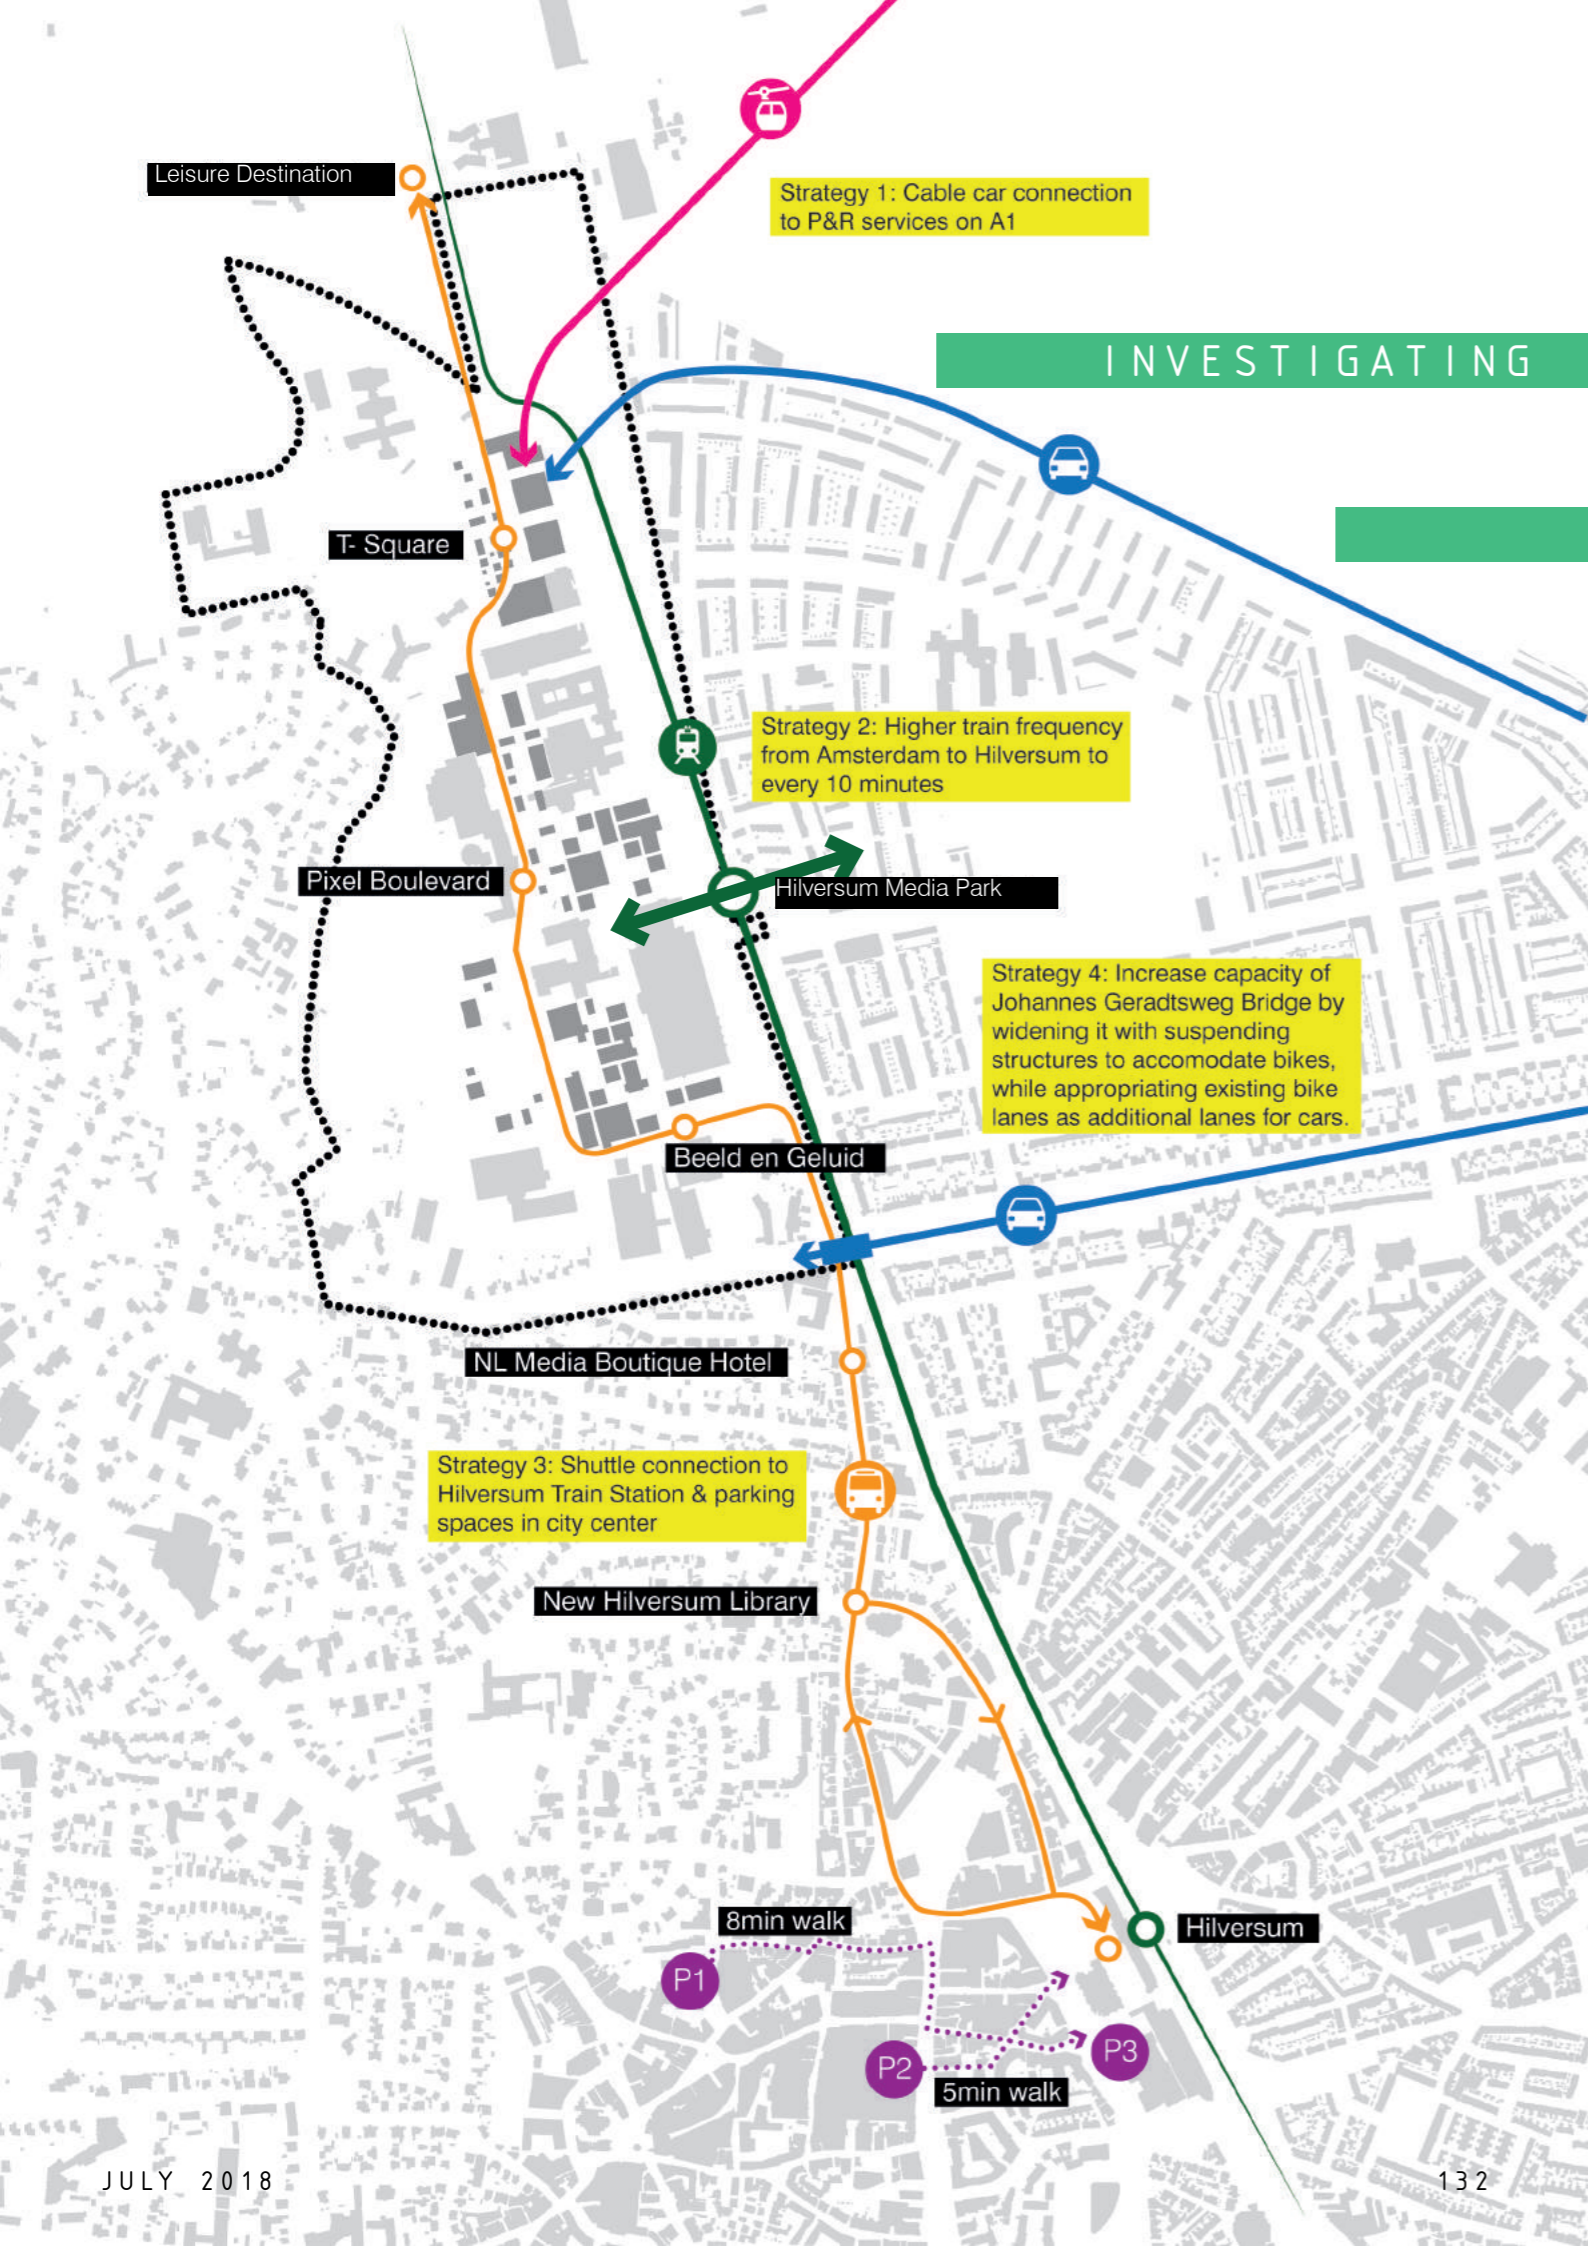 Leisure Destination
Strategy 1: Cable car connection
to P&R services on A1
INVESTIGATING
T- Square
Strategy 2: Higher train frequency
from Amsterdam to Hilversum to
every 10 minutes
Pixel Boulevard
Hilversum Media Park
Strategy 4: Increase capacity of
Johannes Geradtsweg Bridge by
widening it with suspending
structures to accomodate bikes,
while appropriating existing bike
lanes as additional lanes for cars.
Beeld en Geluid
NL Media Boutique Hotel
Strategy 3: Shuttle connection to
Hilversum Train Station & parking
spaces in city center
New Hilversum Library
8min walk
Hilversum
P1
P2
P3
5min walk
JULY 2018
132